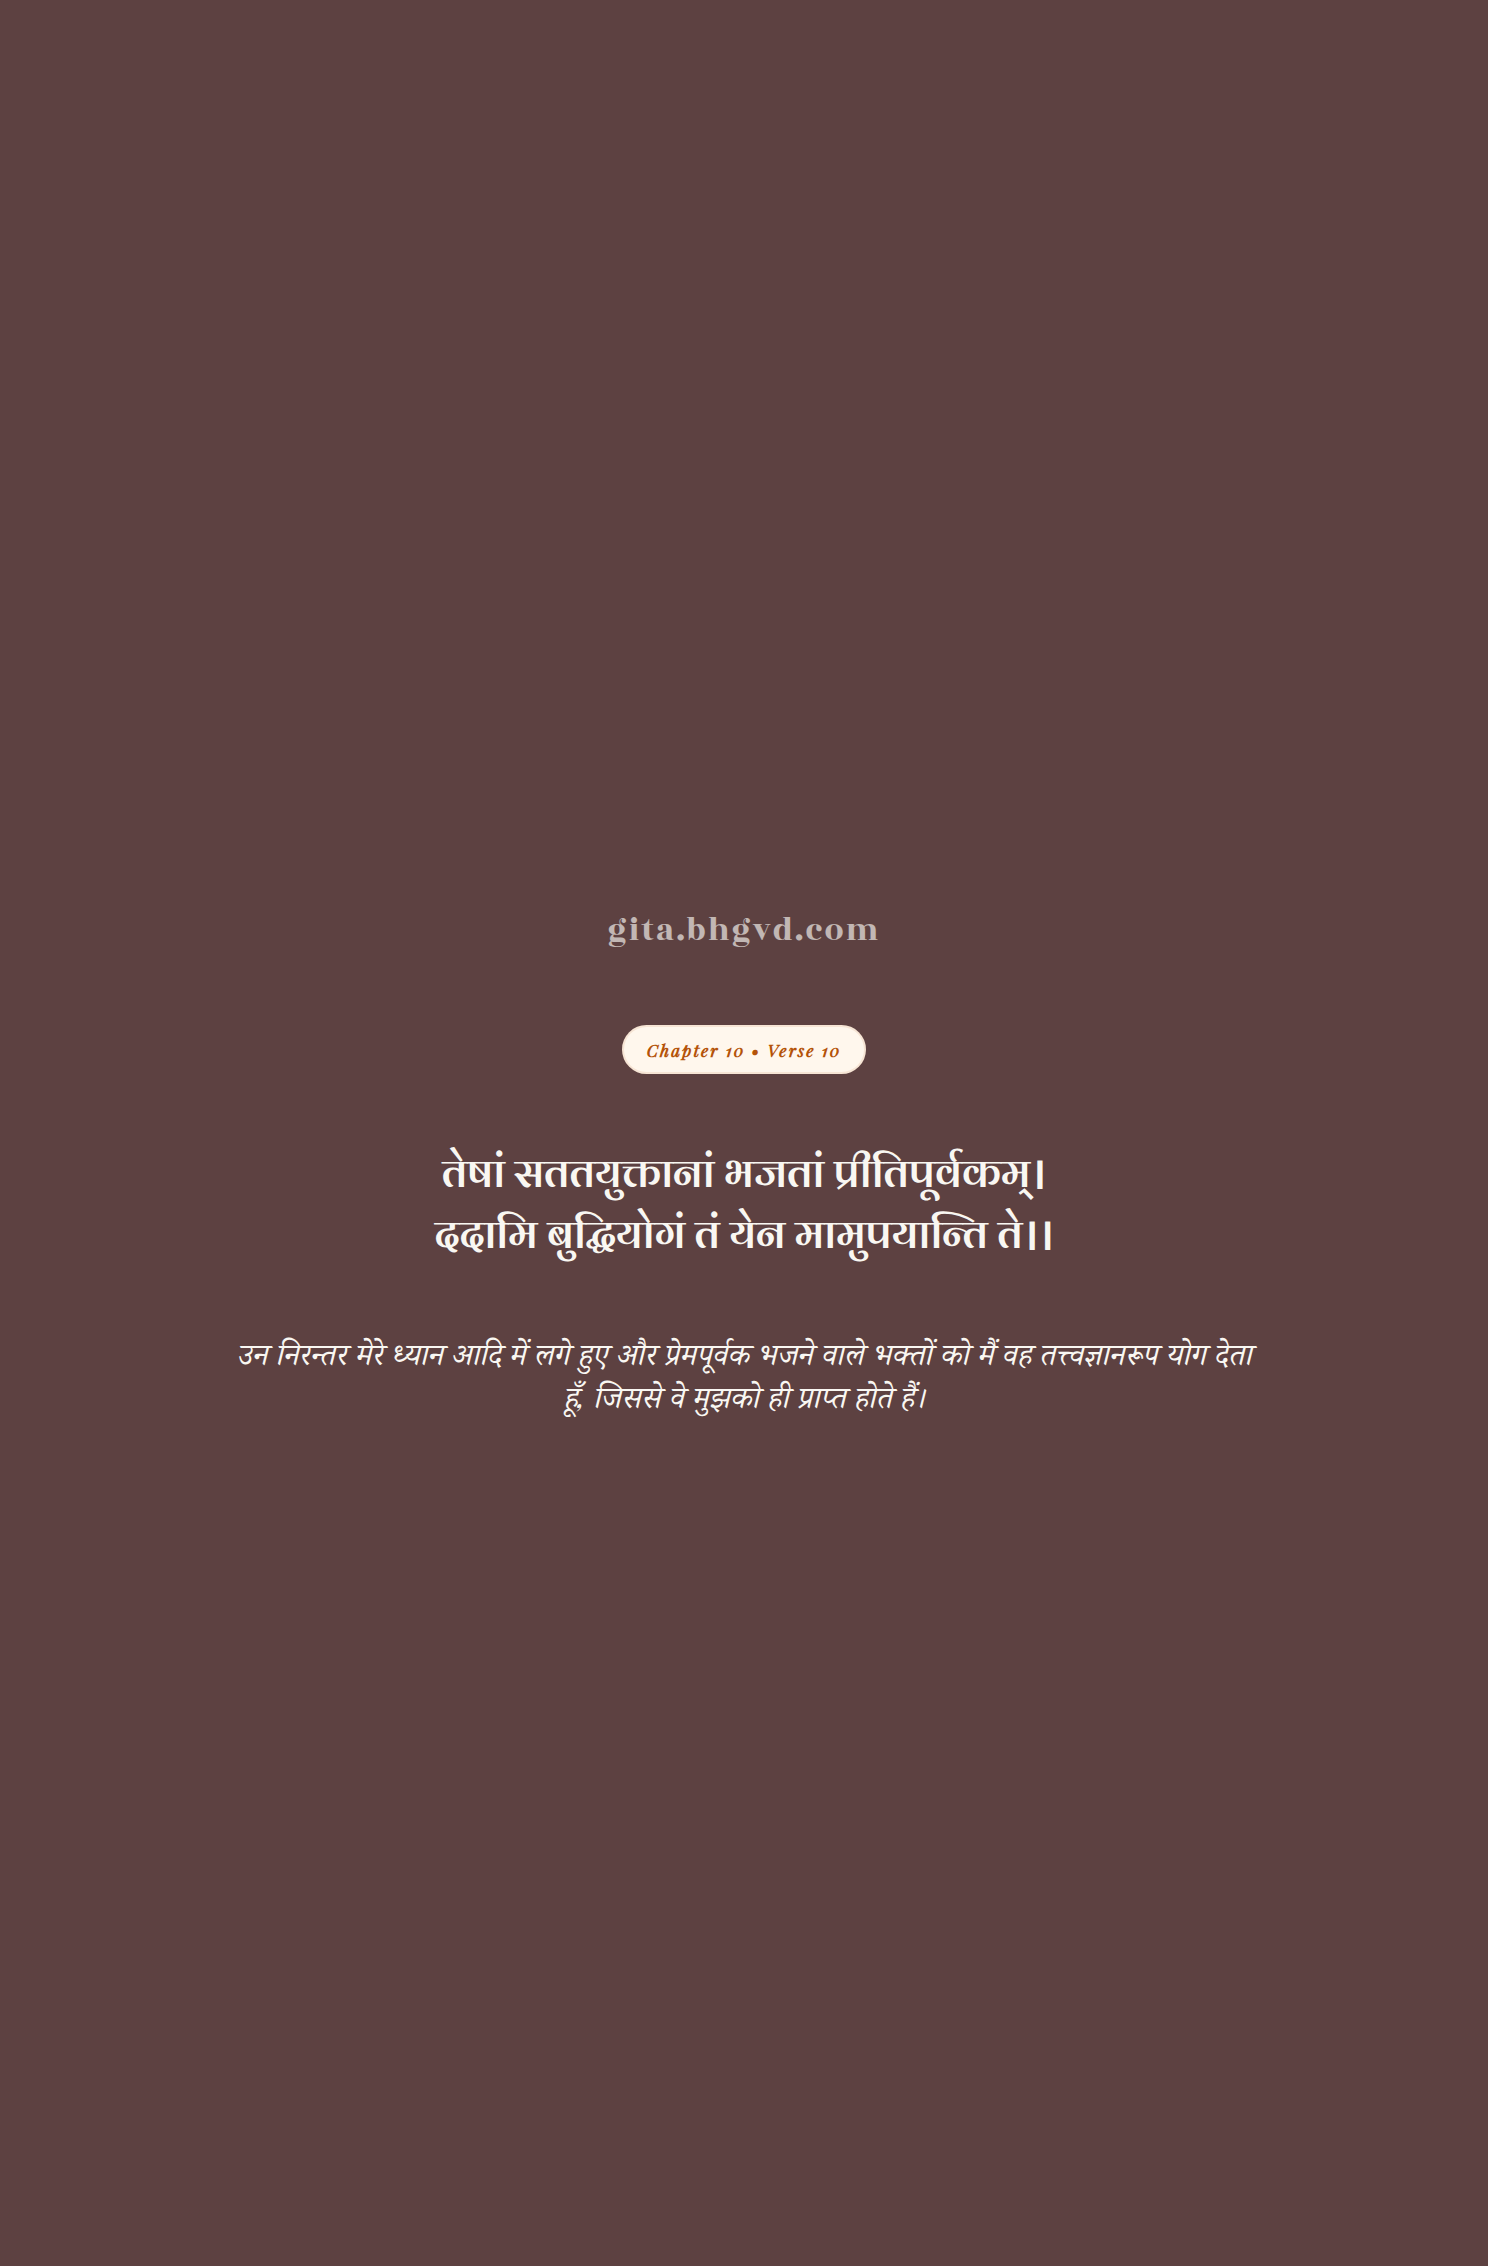 gita.bhgvd.com
Chapter 10 • Verse 10
तेषां सततयुक्तानां भजतां प्रीतिपूर्वकम्।
ददामि बुद्धियोगं तं येन मामुपयान्ति ते।।
उन निरन्तर मेरे ध्यान आदि में लगे हुए और प्रेमपूर्वक भजने वाले भक्तों को मैं वह तत्त्वज्ञानरूप योग देता
हूँ, जिससे वे मुझको ही प्राप्त होते हैं।